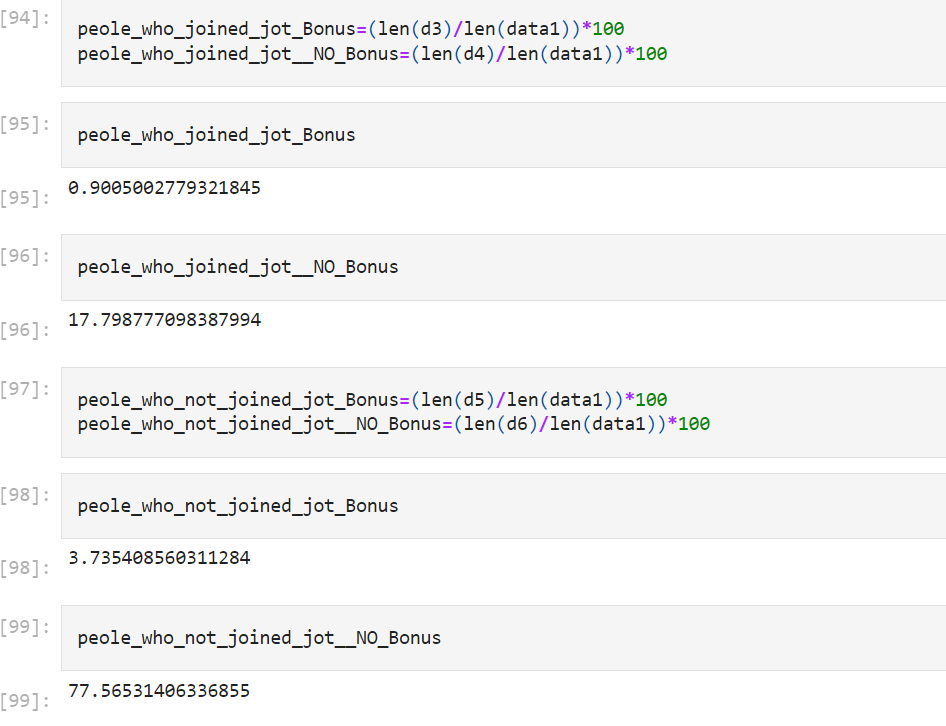 [94]:
peole_who_joined_jot_Bonus=(len(d3)/len(data1))*100
peole_who_joined_jot__NO_Bonus=(len(d4)/len(data1))*100
[95]:
peole_who_joined_jot_Bonus
[95]:
0.9005002779321845
[96]:
peole_who_joined_jot__NO_Bonus
[96]:
17.798777098387994
[97]:
peole_who_not_joined_jot_Bonus=(len(d5)/len(data1))*100
peole_who_not_joined_jot__NO_Bonus=(len(d6)/len(data1))*100
[98]:
peole_who_not_joined_jot_Bonus
[98]:
3.735408560311284
[99]:
peole_who_not_joined_jot__NO_Bonus
[99]:
77.56531406336855